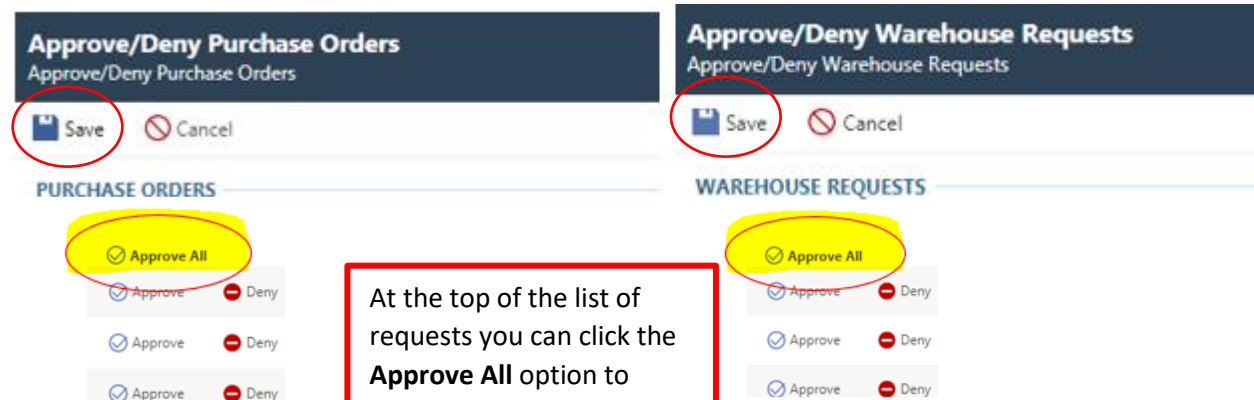 Approve/Deny Purchase Orders
Approve/Deny Purchase Orders
Save Cancel
PURCHASE ORDERS
Approve All
Approve Deny
Approve Deny
Approve Deny
At the top of the list of
requests you can click the
Approve All option to
Approve/Deny Warehouse Requests
Approve/Deny Warehouse Requests
Save Cancel
WAREHOUSE REQUESTS
Approve All
Approve Deny
Approve Deny
Approve Deny